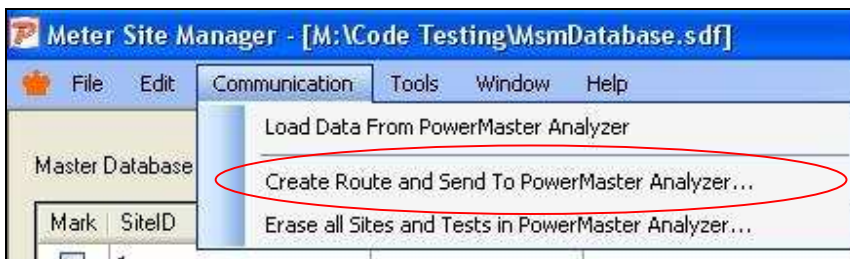 Meter Site Manager - [M:\Code Testing\MsmDatabase.sdf]
File Edit Communication Tools Window Help
Load Data From PowerMaster Analyzer
Master Database
Create Route and Send To PowerMaster Analyzer...
Mark SiteID
Erase all Sites and Tests in PowerMaster Analyzer...